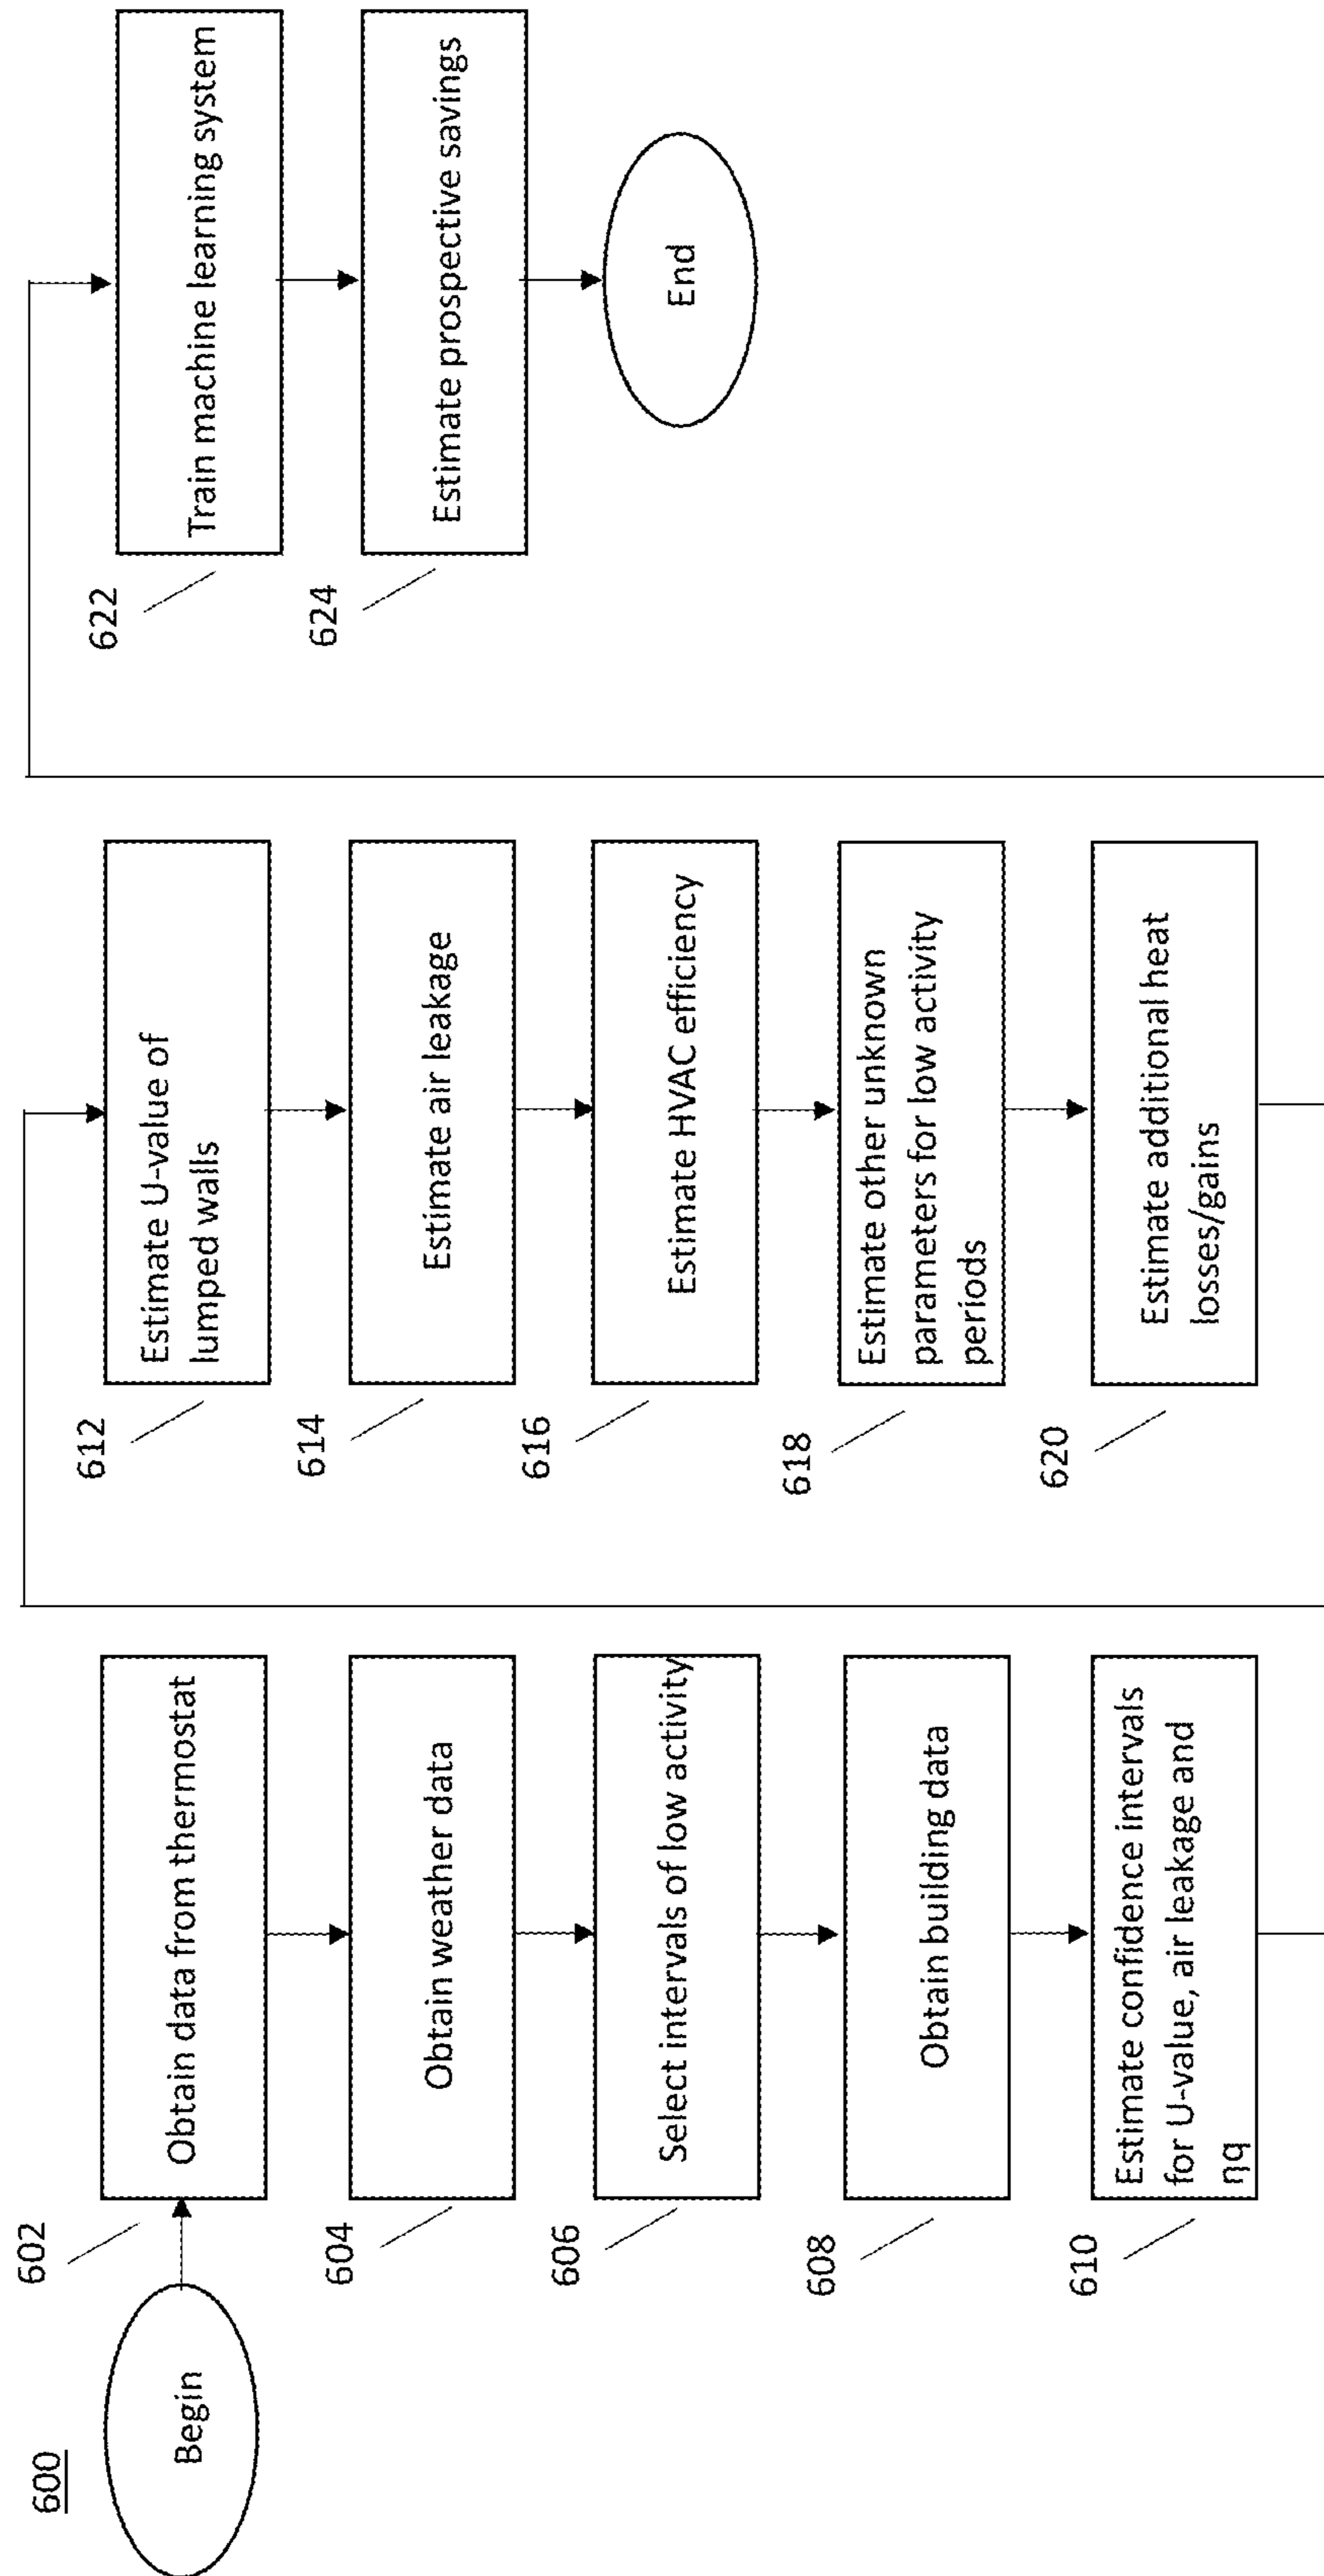 600
Begin
602
Obtain data from thermostat
604
Obtain weather data
606
Select intervals of low activity
608
Obtain building data
610
Estimate confidence intervals
for U-value, air leakage and
ηq
612
Estimate U-value of
lumped walls
614
Estimate air leakage
616
Estimate HVAC efficiency
618
Estimate other unknown
parameters for low activity
periods
620
Estimate additional heat
losses/gains
622
Train machine learning system
624
Estimate prospective savings
End